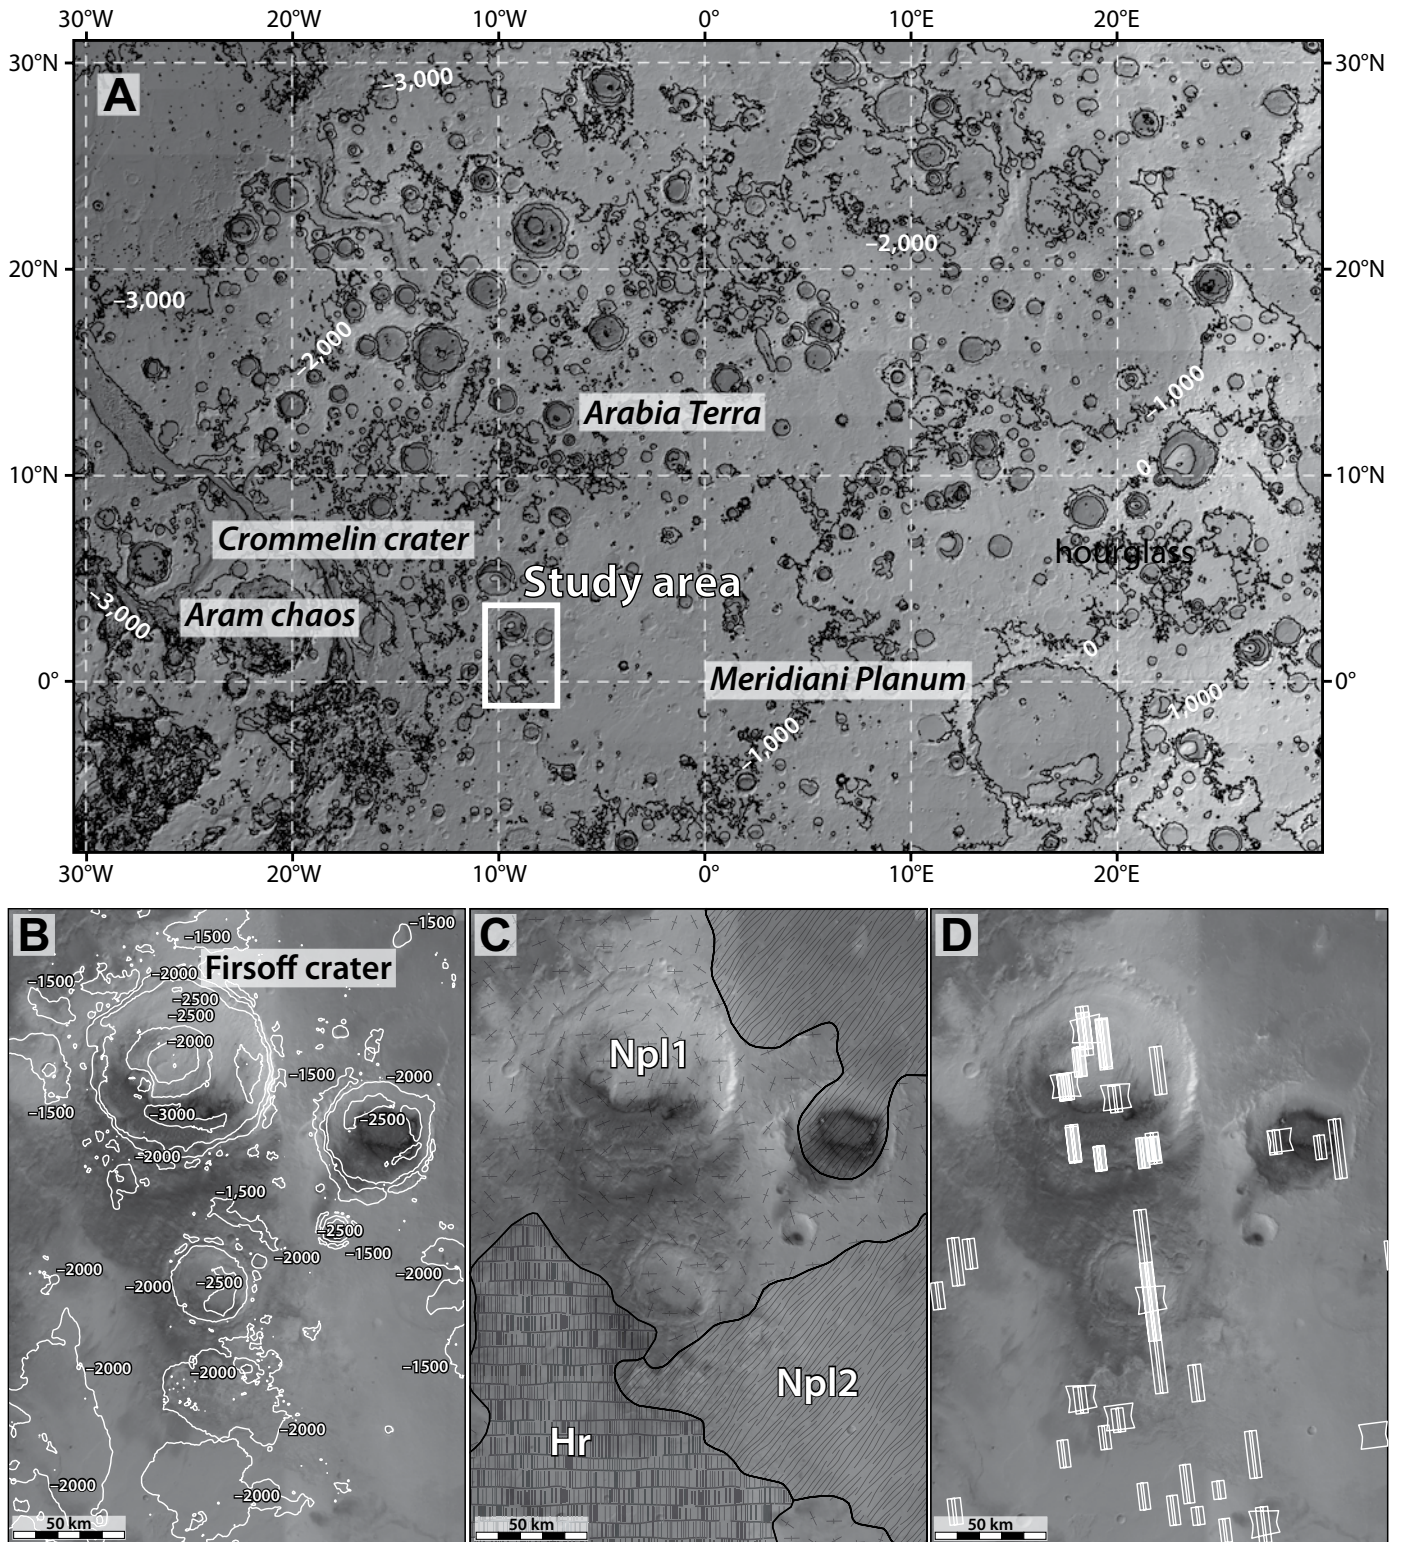 30°W 20°W 10°W 0° 10°E 20°E
30°N 30°N
A
–3,000
–2,000
20°N 20°N
–3,000
–2,000
–1,000
Arabia Terra
10°N 0 10°N
Crommelin crater
hourglass
Study area
–3,000
Aram chaos
0
0° Meridiani Planum 0°
1,000
–1,000
30°W 20°W 10°W 0° 10°E 20°E
B
–1500
–1500
Firsoff crater
–2000
–1500
–2500
–2500
–2000
–1500
–2000
–1500
–3000
–2500
–2000
–1,500
–2500
–1500
–2000
–2000
–2000
–2000
–2500
–2000
–2000
–1500
–2000
–2000
–2000
50 km
C
Npl1
Npl2
Hr
50 km
D
50 km